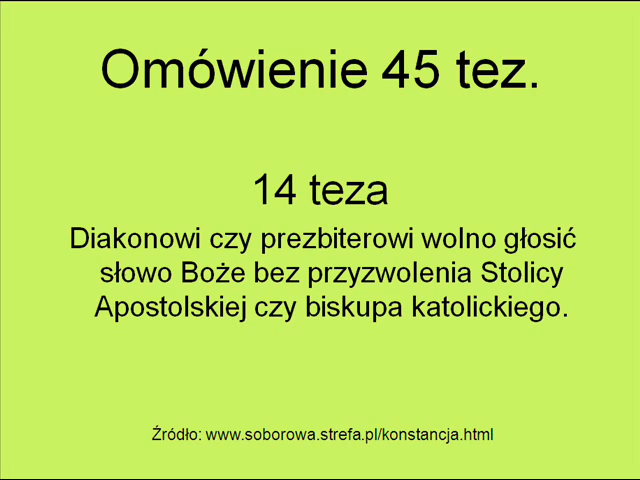 Omówienie 45 tez.
14 teza
Diakonowi czy prezbiterowi wolno głosić
słowo Boże bez przyzwolenia Stolicy
Apostolskiej czy biskupa katolickiego.
Źródło: www.soborowa.strefa.pl/konstancja.html